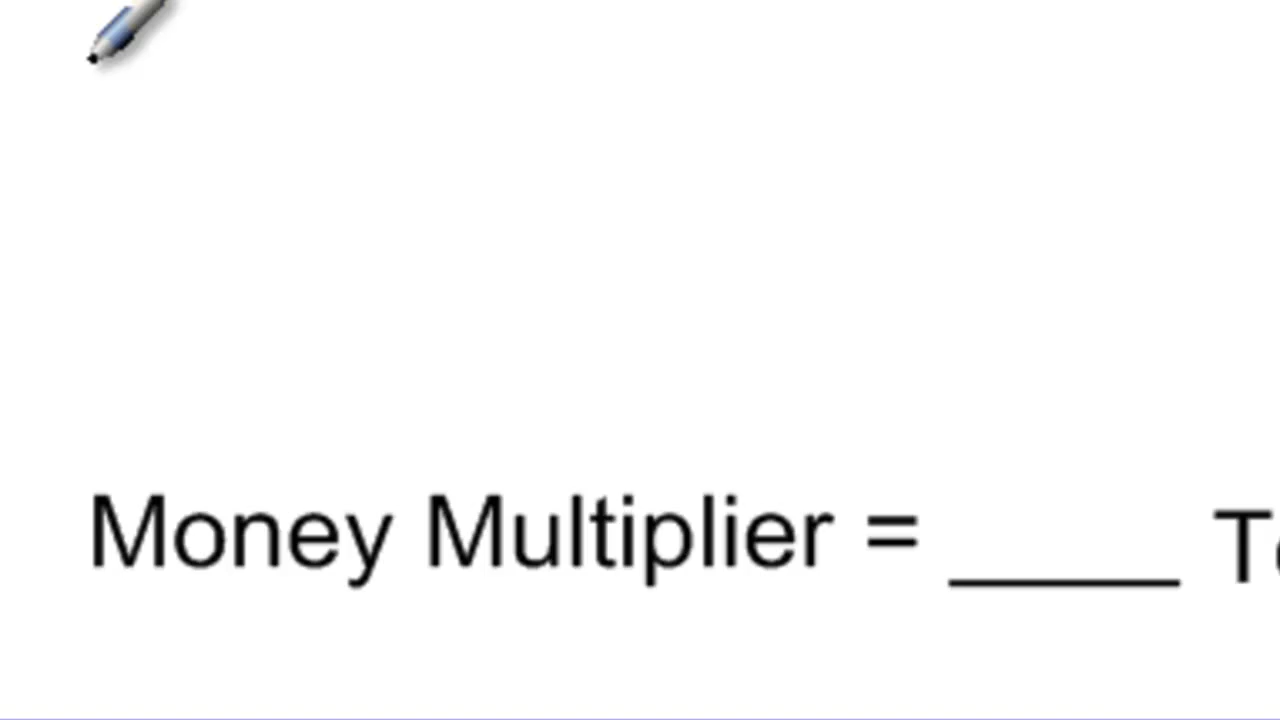 Money Multiplier = _____ T